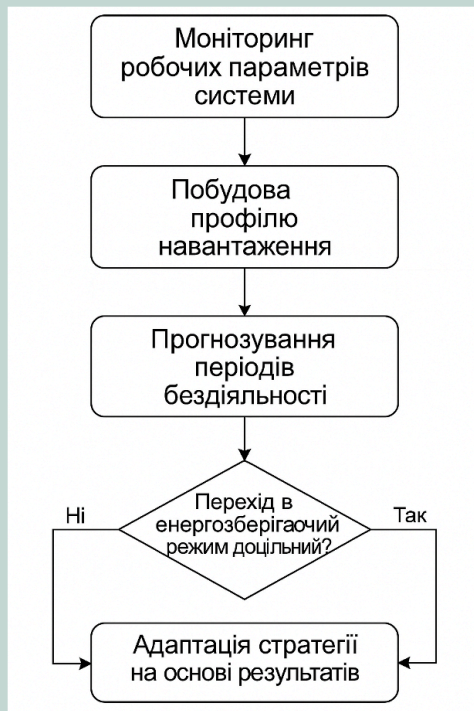 Моніторинг
робочих параметрів
системи
Побудова
профілю
навантаження
Прогнозування
періодів
бездіяльності
Перехід в
енергозберігаочий
режим доцільний?
Ні
Так
Адаптація стратегії
на основі результатів